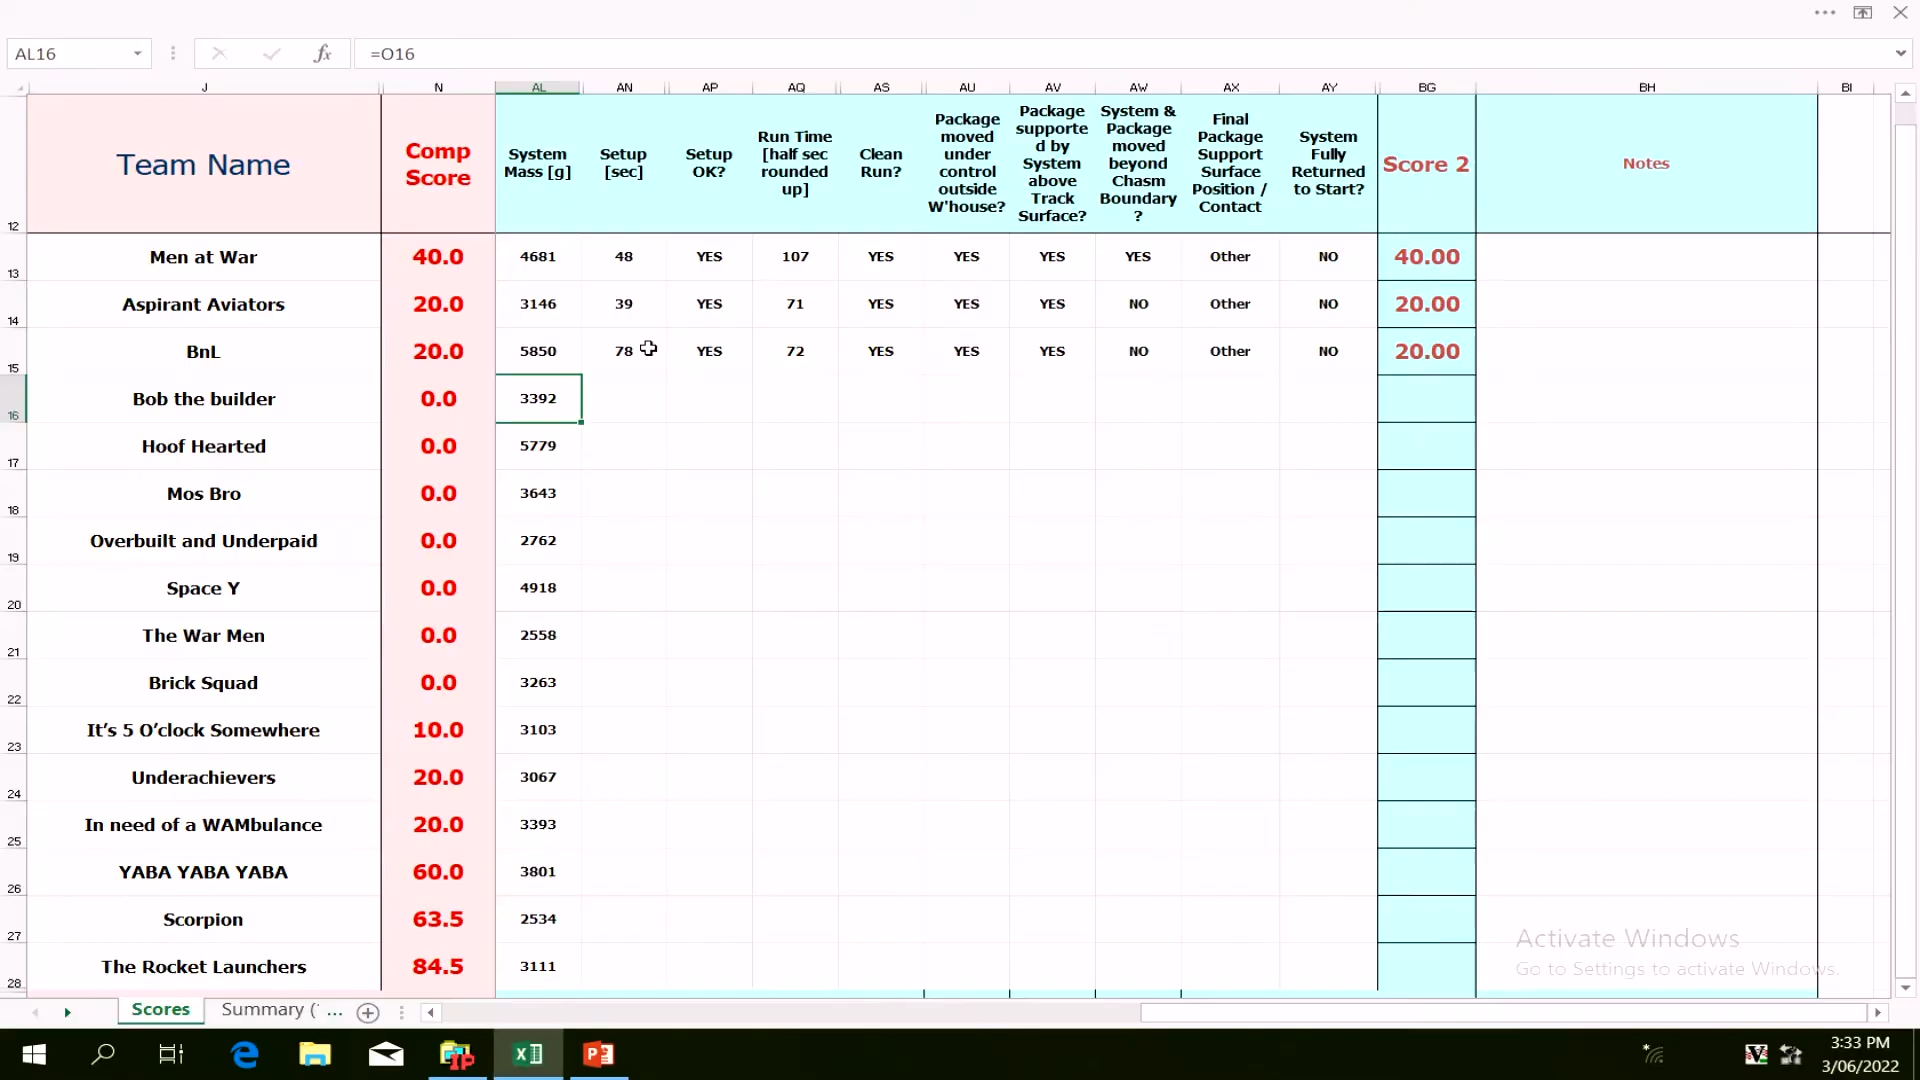 AL16 fx =O16
J N AL AN AP AQ AS AU AV AW AX AY BG BH BI
12 Team Name Comp Score System Mass [g] Setup [sec] Setup OK? Run Time [half sec rounded up] Clean Run? Package moved under control outside W'house? Package supporte d by System above Track Surface? System & Package moved beyond Chasm Boundary ? Final Package Support Surface Position / Contact System Fully Returned to Start? Score 2 Notes
13 Men at War 40.0 4681 48 YES 107 YES YES YES YES Other NO 40.00
14 Aspirant Aviators 20.0 3146 39 YES 71 YES YES YES NO Other NO 20.00
15 BnL 20.0 5850 78 YES 72 YES YES YES NO Other NO 20.00
16 Bob the builder 0.0 3392
17 Hoof Hearted 0.0 5779
18 Mos Bro 0.0 3643
19 Overbuilt and Underpaid 0.0 2762
20 Space Y 0.0 4918
21 The War Men 0.0 2558
22 Brick Squad 0.0 3263
23 It’s 5 O’clock Somewhere 10.0 3103
24 Underachievers 20.0 3067
25 In need of a WAMbulance 20.0 3393
26 YABA YABA YABA 60.0 3801
27 Scorpion 63.5 2534
28 The Rocket Launchers 84.5 3111
Activate Windows
Go to Settings to activate Windows.
Scores Summary (' ...
3:33 PM
3/06/2022